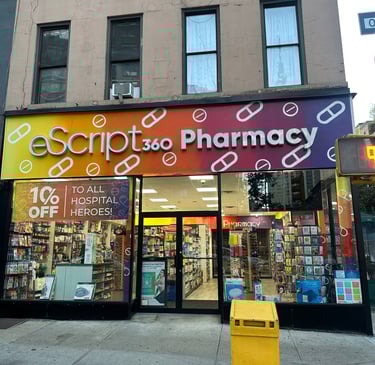 eScript 360 Pharmacy
10% OFF
TO ALL
HOSPITAL
HEROES!
PHARMACY